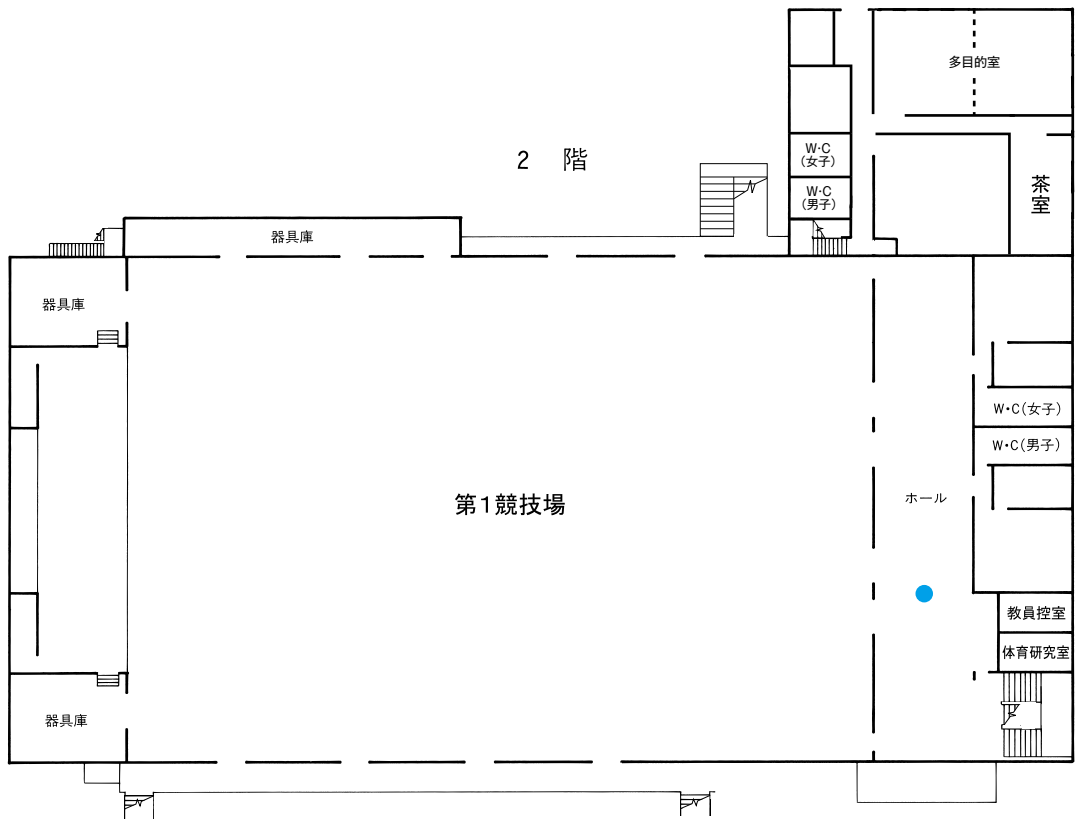 多目的室
2 階
W・C
(女子)
茶室
W・C
(男子)
器具庫
器具庫
W・C(女子)
W・C(男子)
第1競技場
ホール
教員控室
体育研究室
器具庫